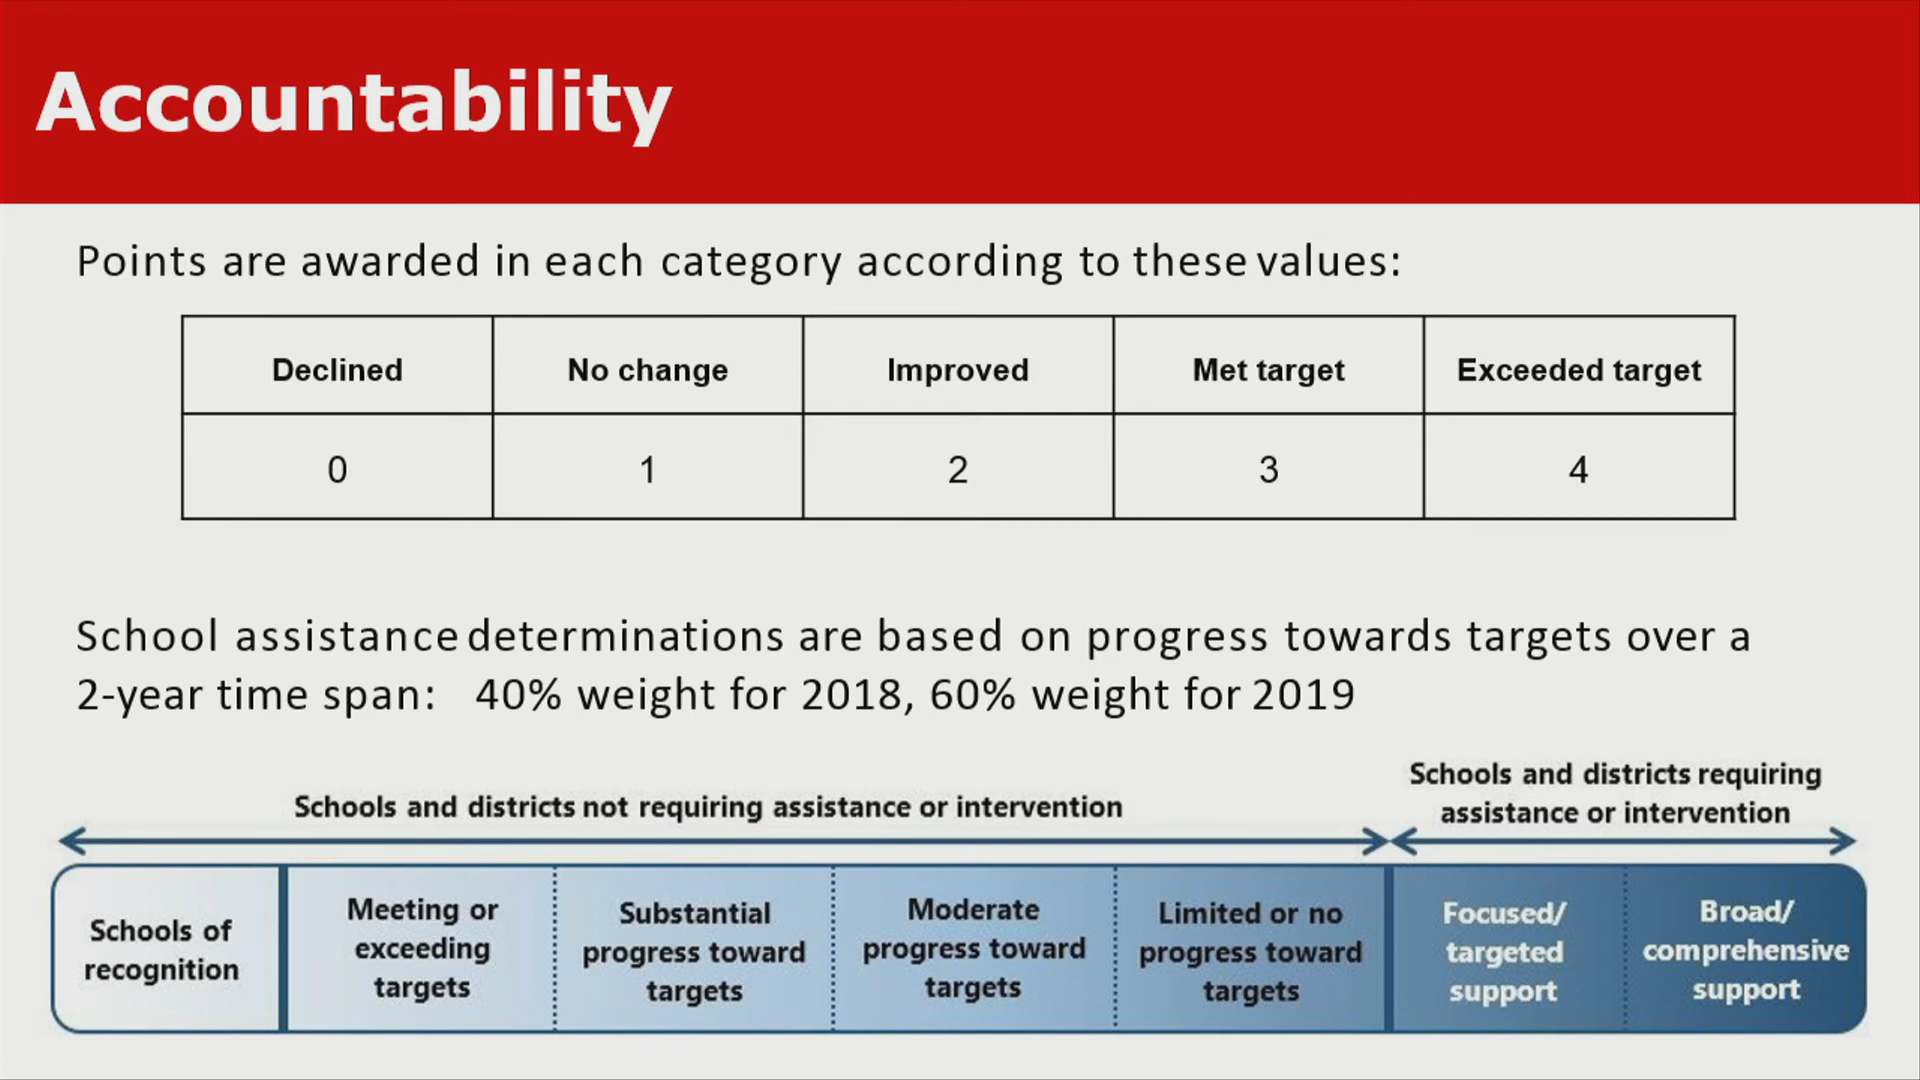 Accountability
Points are awarded in each category according to these values:
Declined No change Improved Met target Exceeded target
0 1 2 3 4
School assistance determinations are based on progress towards targets over a
2-year time span: 40% weight for 2018, 60% weight for 2019
Schools and districts not requiring assistance or intervention
Schools and districts requiring
assistance or intervention
Schools of
recognition
Meeting or
exceeding
targets
Substantial
progress toward
targets
Moderate
progress toward
targets
Limited or no
progress toward
targets
Focused/
targeted
support
Broad/
comprehensive
support